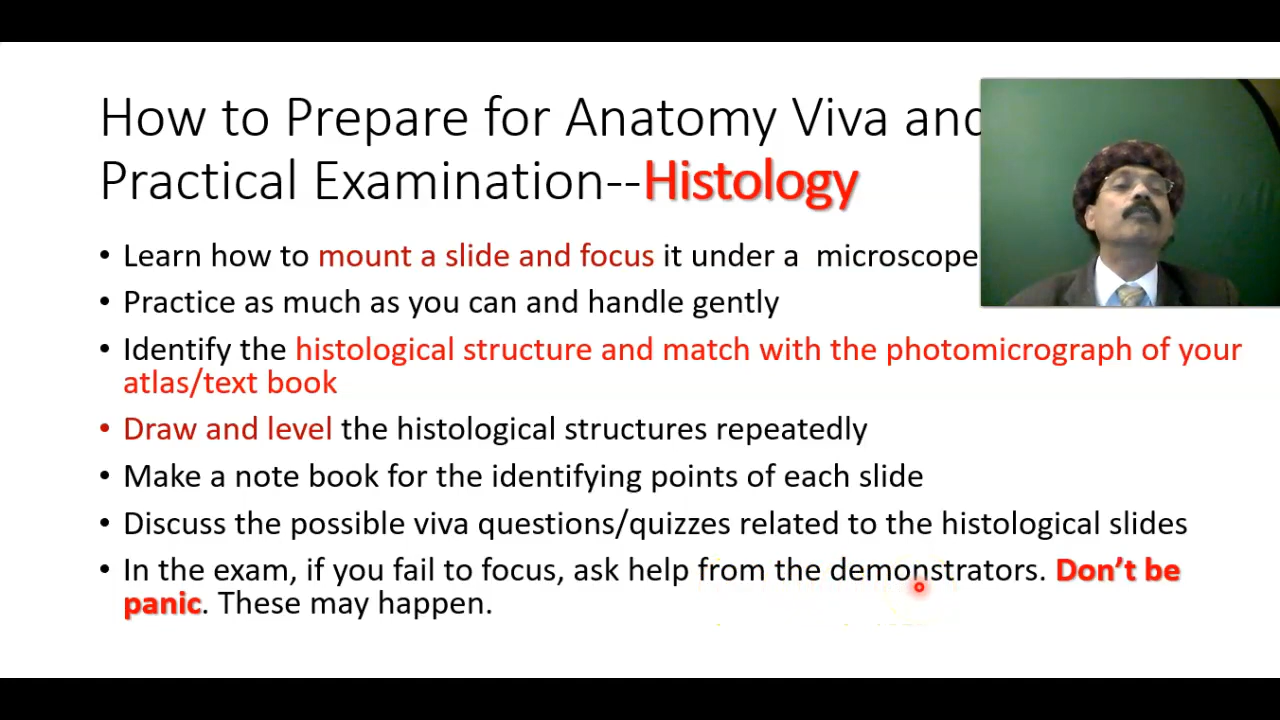 How to Prepare for Anatomy Viva and
Practical Examination--Histology
• Learn how to mount a slide and focus it under a microscope
• Practice as much as you can and handle gently
• Identify the histological structure and match with the photomicrograph of your
atlas/text book
• Draw and level the histological structures repeatedly
• Make a note book for the identifying points of each slide
• Discuss the possible viva questions/quizzes related to the histological slides
• In the exam, if you fail to focus, ask help from the demonstrators. Don't be
panic. These may happen.